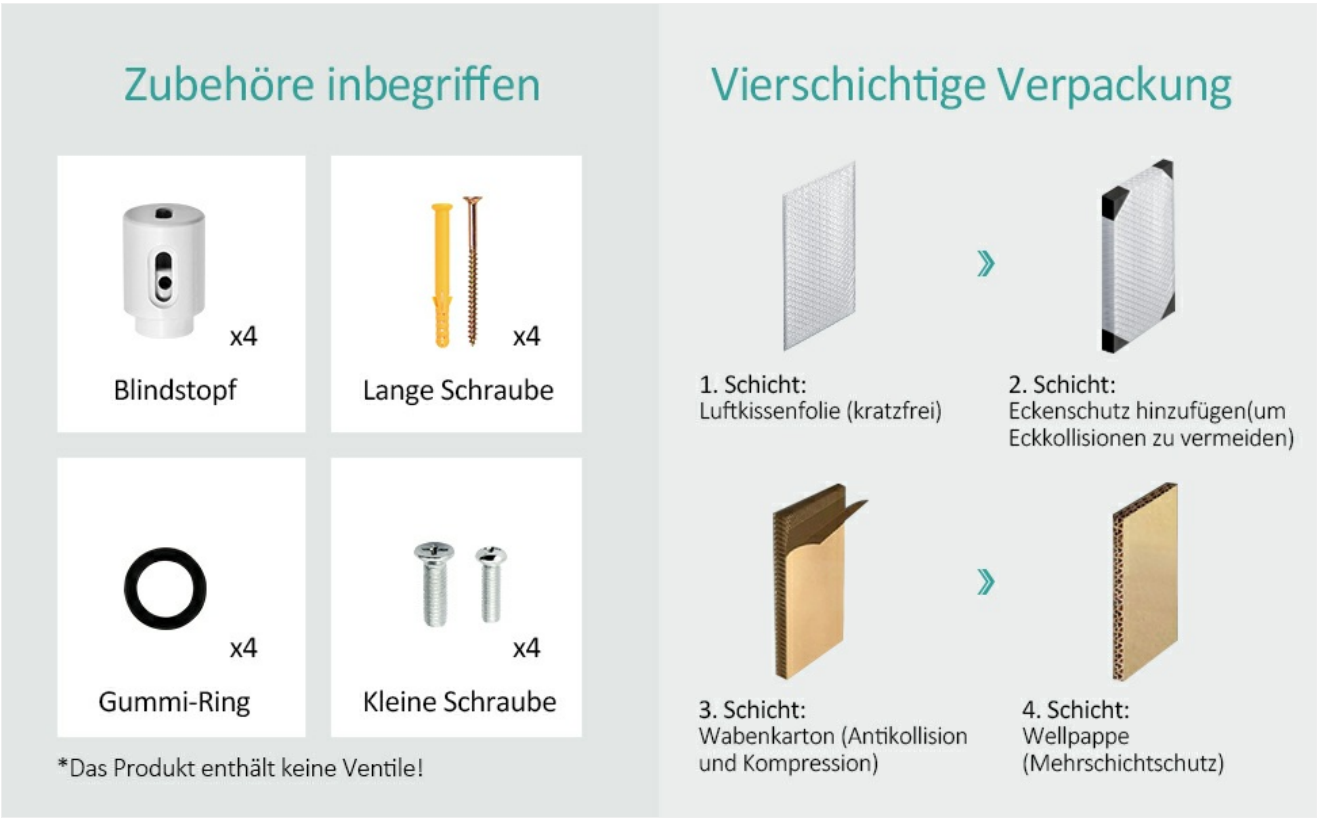 Zubehöre inbegriffen
x4
Blindstopf
x4
Lange Schraube
x4
Gummi-Ring
x4
Kleine Schraube
*Das Produkt enthält keine Ventile!
Vierschichtige Verpackung
1. Schicht:
Luftkissenfolie (kratzfrei)
2. Schicht:
Eckenschutz hinzufügen(um
Eckkollisionen zu vermeiden)
3. Schicht:
Wabenkarton (Antikollision
und Kompression)
4. Schicht:
Wellpappe
(Mehrschichtschutz)